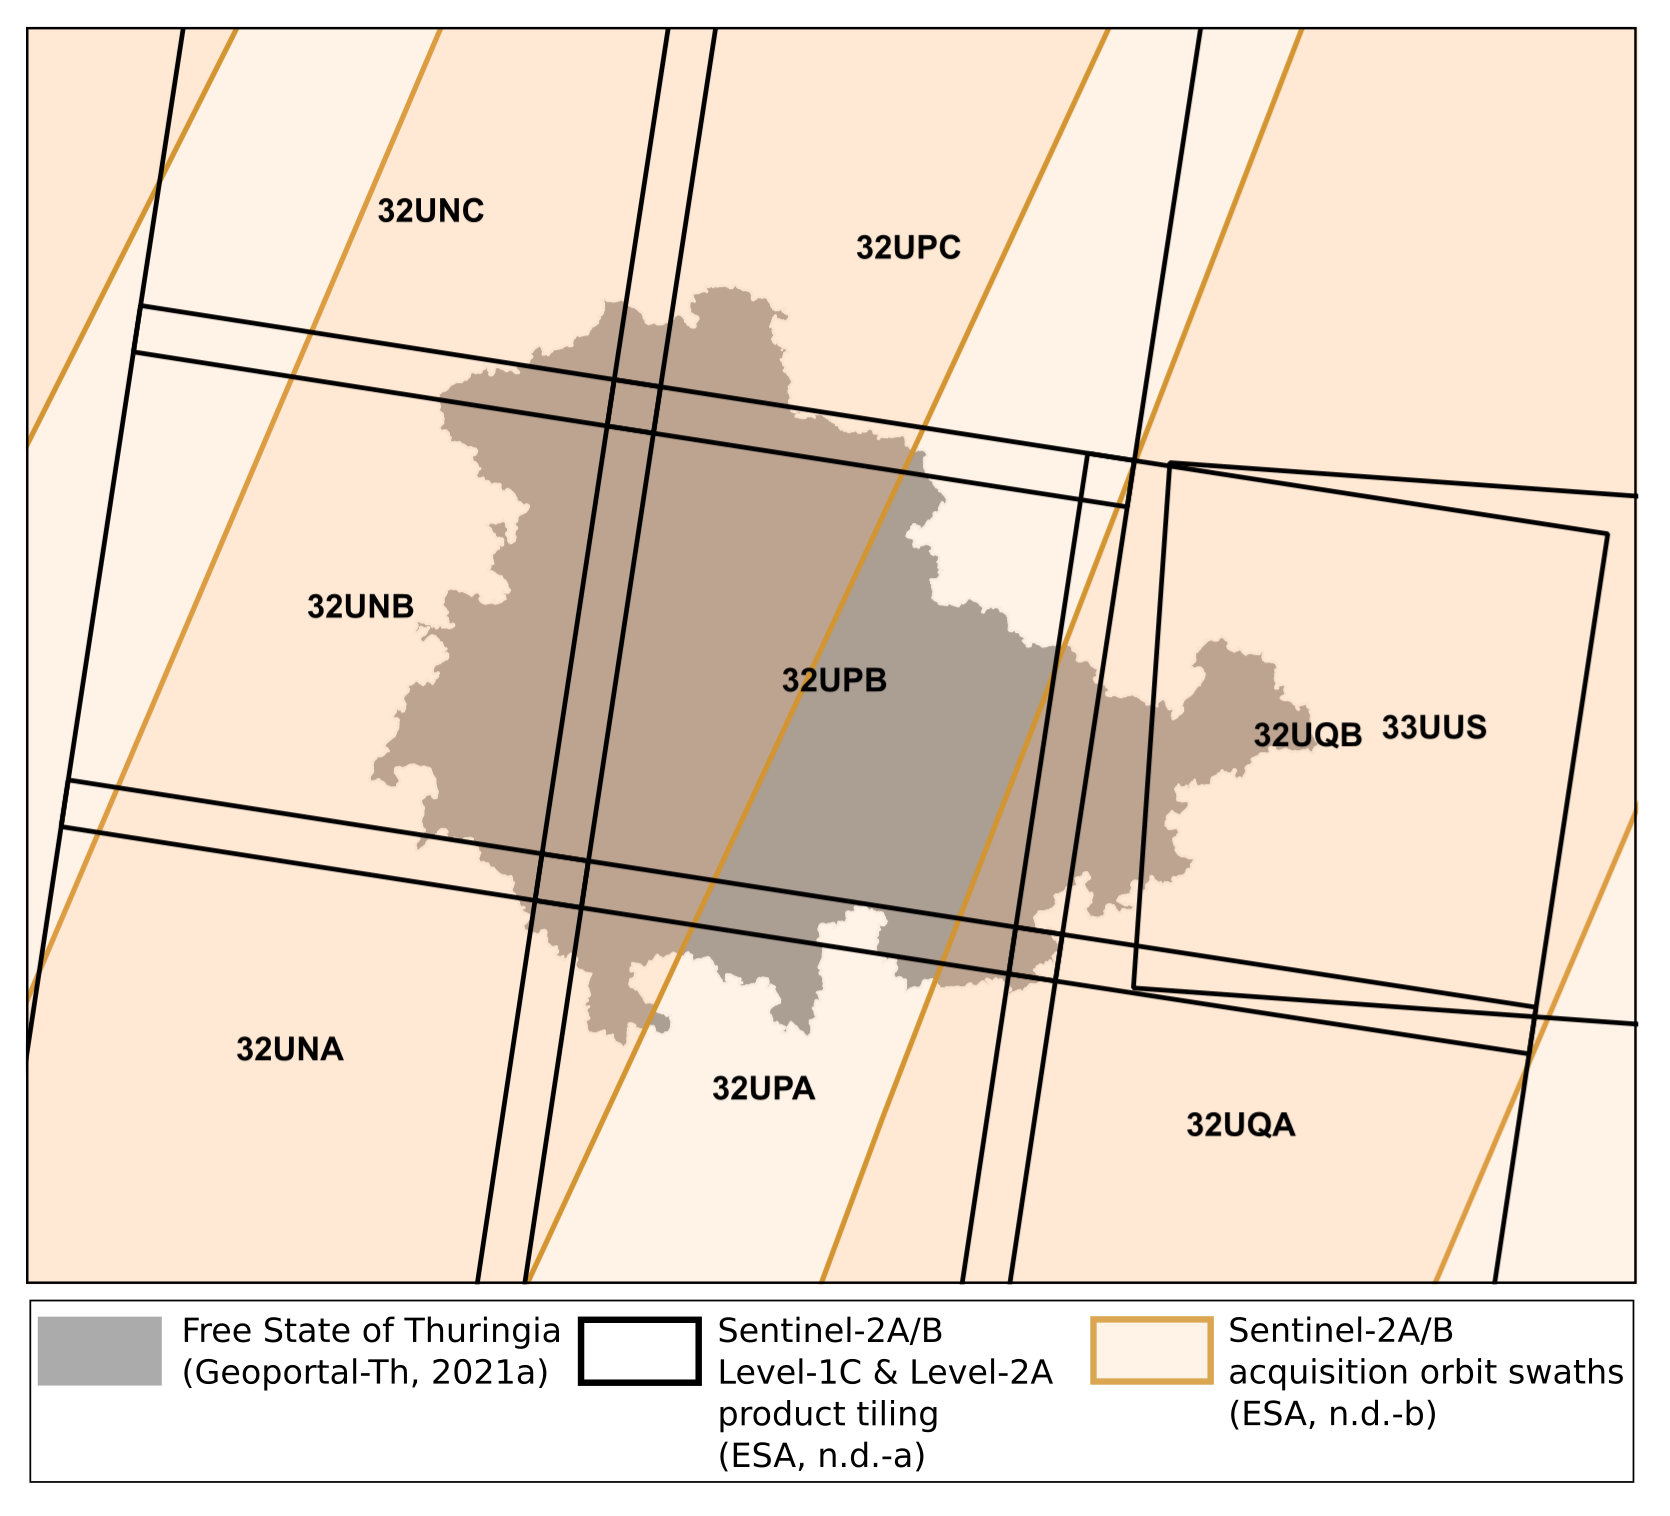 32UNC
32UPC
32UNB
32UPB
32UQB
33UUS
32UNA
32UPA
32UQA
Free State of Thuringia
(Geoportal-Th, 2021a)
Sentinel-2A/B
Level-1C & Level-2A
product tiling
(ESA, n.d.-a)
Sentinel-2A/B
acquisition orbit swaths
(ESA, n.d.-b)